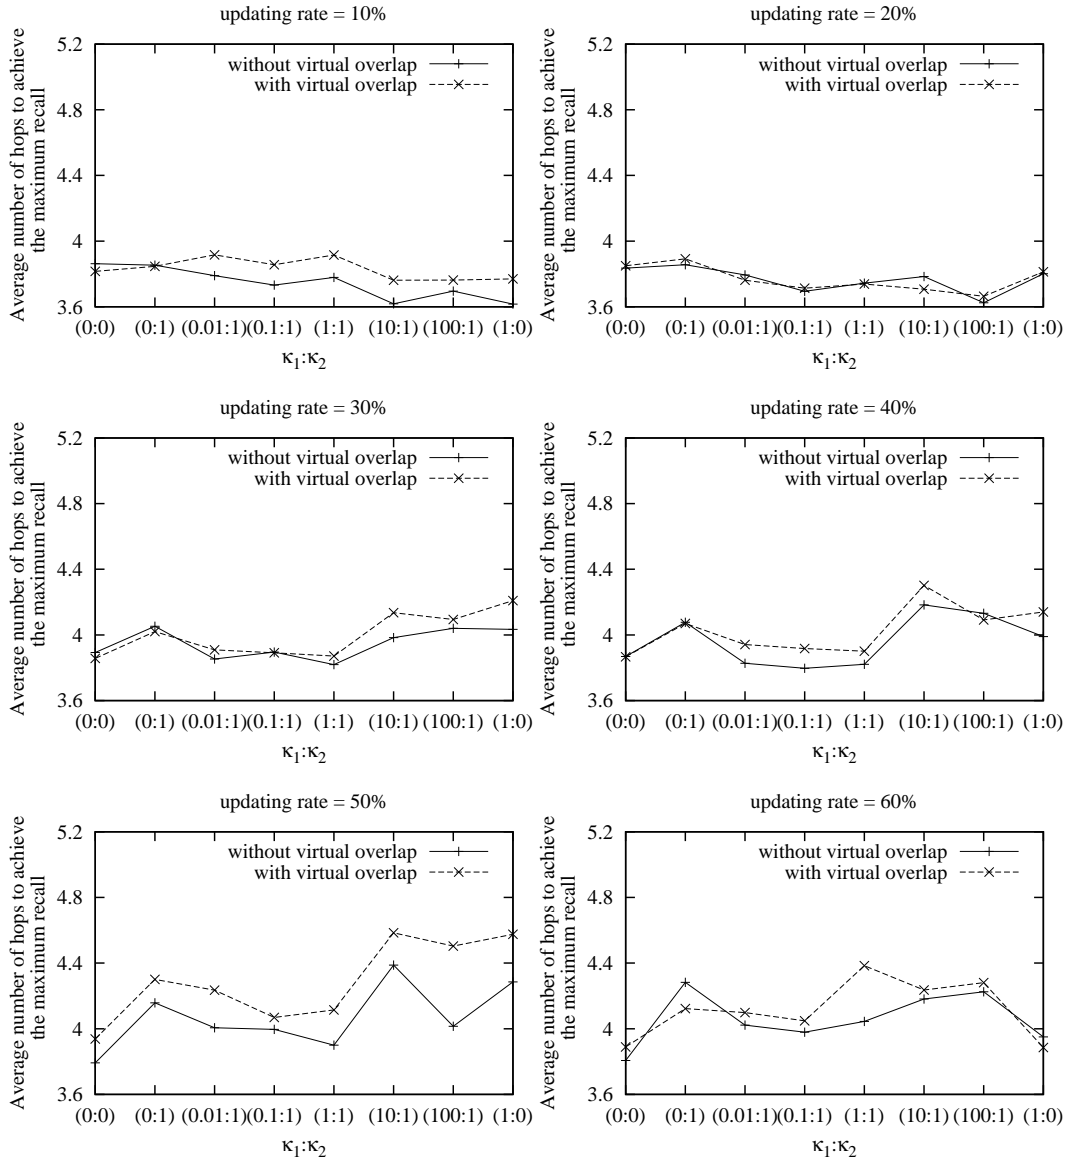 updating rate = 10%
Average number of hops to achieve
the maximum recall
5.2
4.8
4.4
4
3.6
without virtual overlap
with virtual overlap
(0:0) (0:1) (0.01:1) (0.1:1) (1:1) (10:1) (100:1) (1:0)
κ1:κ2
updating rate = 20%
Average number of hops to achieve
the maximum recall
5.2
4.8
4.4
4
3.6
without virtual overlap
with virtual overlap
(0:0) (0:1) (0.01:1) (0.1:1) (1:1) (10:1) (100:1) (1:0)
κ1:κ2
updating rate = 30%
Average number of hops to achieve
the maximum recall
5.2
4.8
4.4
4
3.6
without virtual overlap
with virtual overlap
(0:0) (0:1) (0.01:1) (0.1:1) (1:1) (10:1) (100:1) (1:0)
κ1:κ2
updating rate = 40%
Average number of hops to achieve
the maximum recall
5.2
4.8
4.4
4
3.6
without virtual overlap
with virtual overlap
(0:0) (0:1) (0.01:1) (0.1:1) (1:1) (10:1) (100:1) (1:0)
κ1:κ2
updating rate = 50%
Average number of hops to achieve
the maximum recall
5.2
4.8
4.4
4
3.6
without virtual overlap
with virtual overlap
(0:0) (0:1) (0.01:1) (0.1:1) (1:1) (10:1) (100:1) (1:0)
κ1:κ2
updating rate = 60%
Average number of hops to achieve
the maximum recall
5.2
4.8
4.4
4
3.6
without virtual overlap
with virtual overlap
(0:0) (0:1) (0.01:1) (0.1:1) (1:1) (10:1) (100:1) (1:0)
κ1:κ2